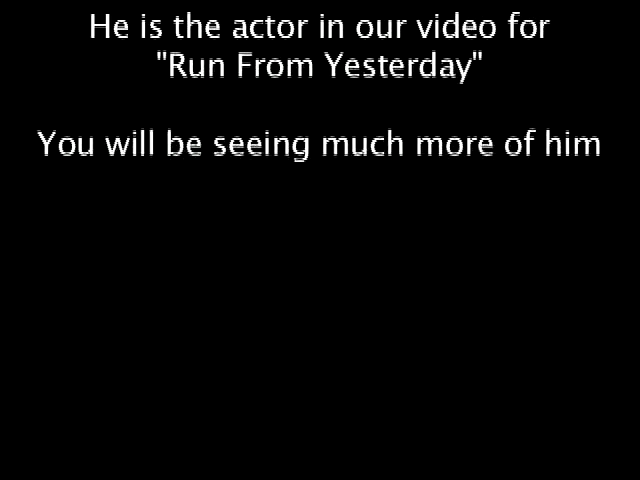 He is the actor in our video for
"Run From Yesterday"
You will be seeing much more of him